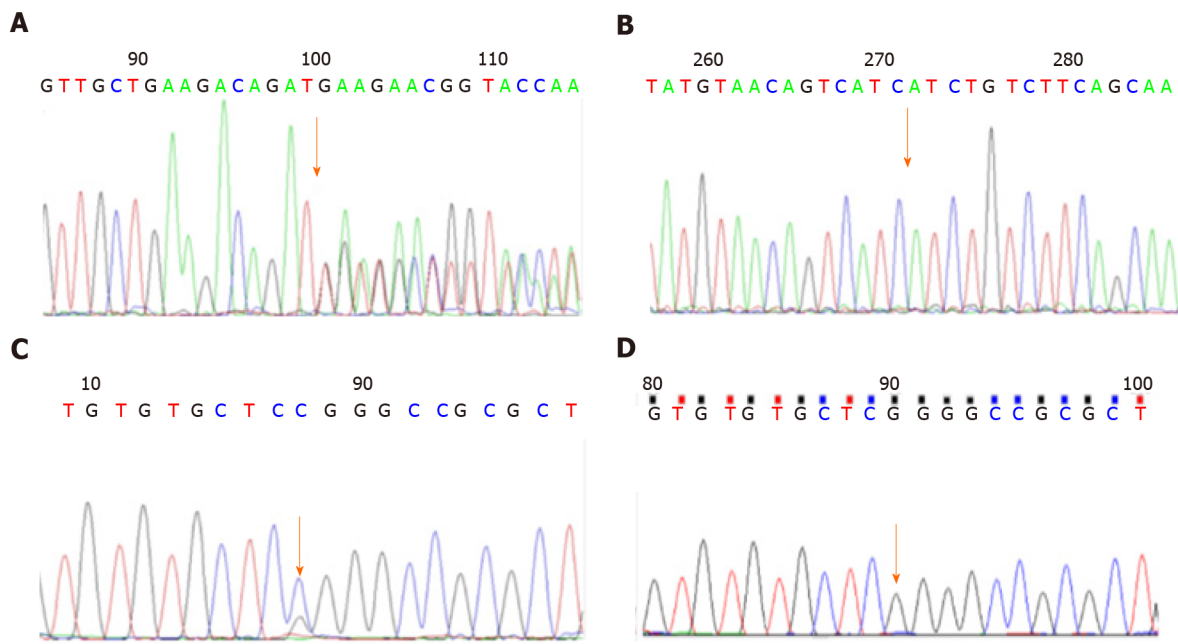 A
90 100 110
GTTGCTGAAGACAGATGAAGAACGGTACCAA
B
260 270 280
TATGTAACAGTCATCATCTGTCTTCAGCAA
C
10 90
TGTGTGCTCCGGGCCGCGCT
D
80 90 100
GTGTGTGCTCGGGGCCGCGCT